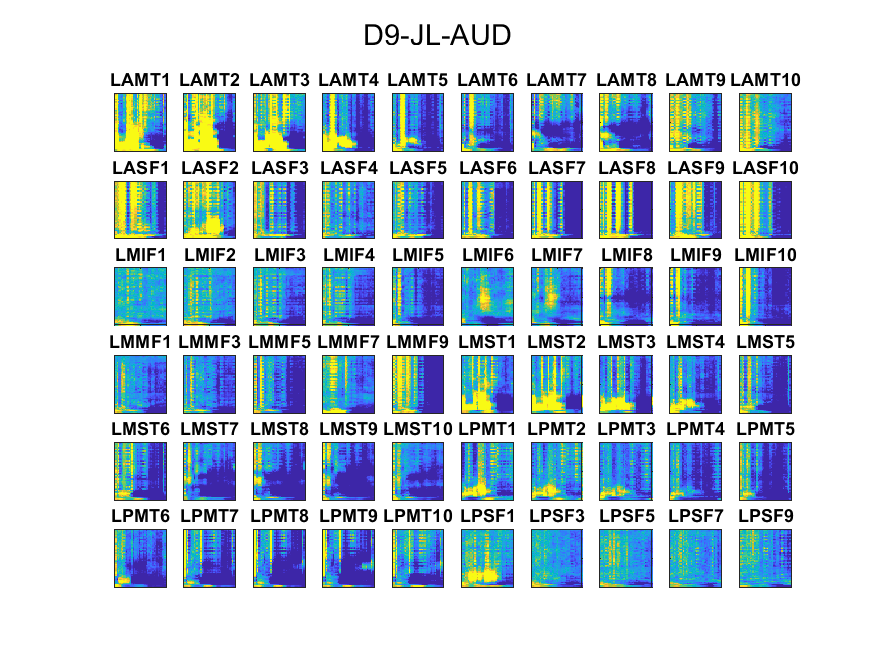 D9-JL-AUD
LAMT1 LAMT2 LAMT3 LAMT4 LAMT5 LAMT6 LAMT7 LAMT8 LAMT9 LAMT10
LASF1 LASF2 LASF3 LASF4 LASF5 LASF6 LASF7 LASF8 LASF9 LASF10
LMIF1 LMIF2 LMIF3 LMIF4 LMIF5 LMIF6 LMIF7 LMIF8 LMIF9 LMIF10
LMMF1 LMMF3 LMMF5 LMMF7 LMMF9 LMST1 LMST2 LMST3 LMST4 LMST5
LMST6 LMST7 LMST8 LMST9 LMST10 LPMT1 LPMT2 LPMT3 LPMT4 LPMT5
LPMT6 LPMT7 LPMT8 LPMT9 LPMT10 LPSF1 LPSF3 LPSF5 LPSF7 LPSF9